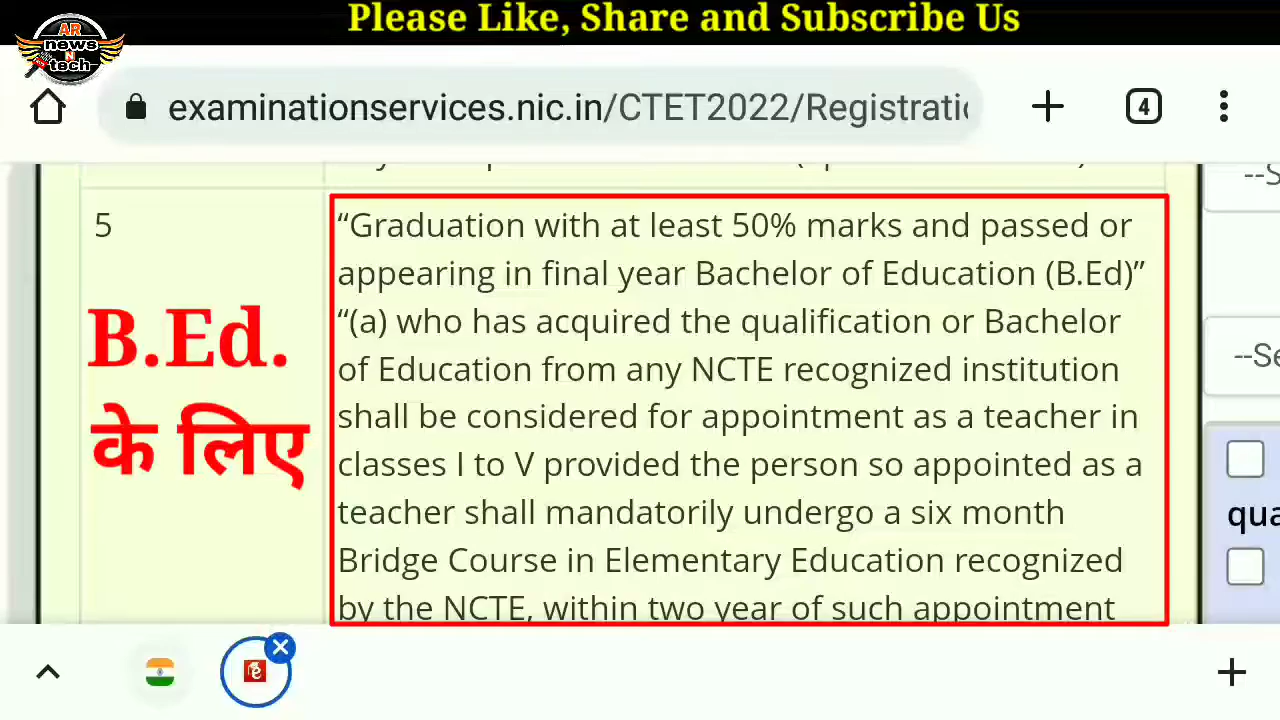 Please Like, Share and Subscribe Us
AR
news
N
tech
examinationservices.nic.in/CTET2022/Registratic
4
5
“Graduation with at least 50% marks and passed or
appearing in final year Bachelor of Education (B.Ed)”
“(a) who has acquired the qualification or Bachelor
of Education from any NCTE recognized institution
shall be considered for appointment as a teacher in
classes I to V provided the person so appointed as a
teacher shall mandatorily undergo a six month
Bridge Course in Elementary Education recognized
by the NCTE, within two year of such appointment
B.Ed.
के लिए
--S
--Se
qua